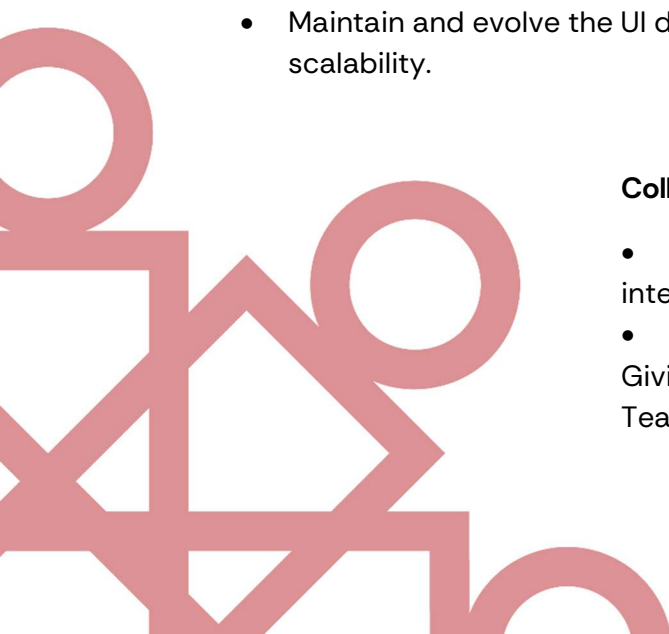 • Maintain and evolve the UI d
scalability.
Coll
•
inte
•
Givi
Tea